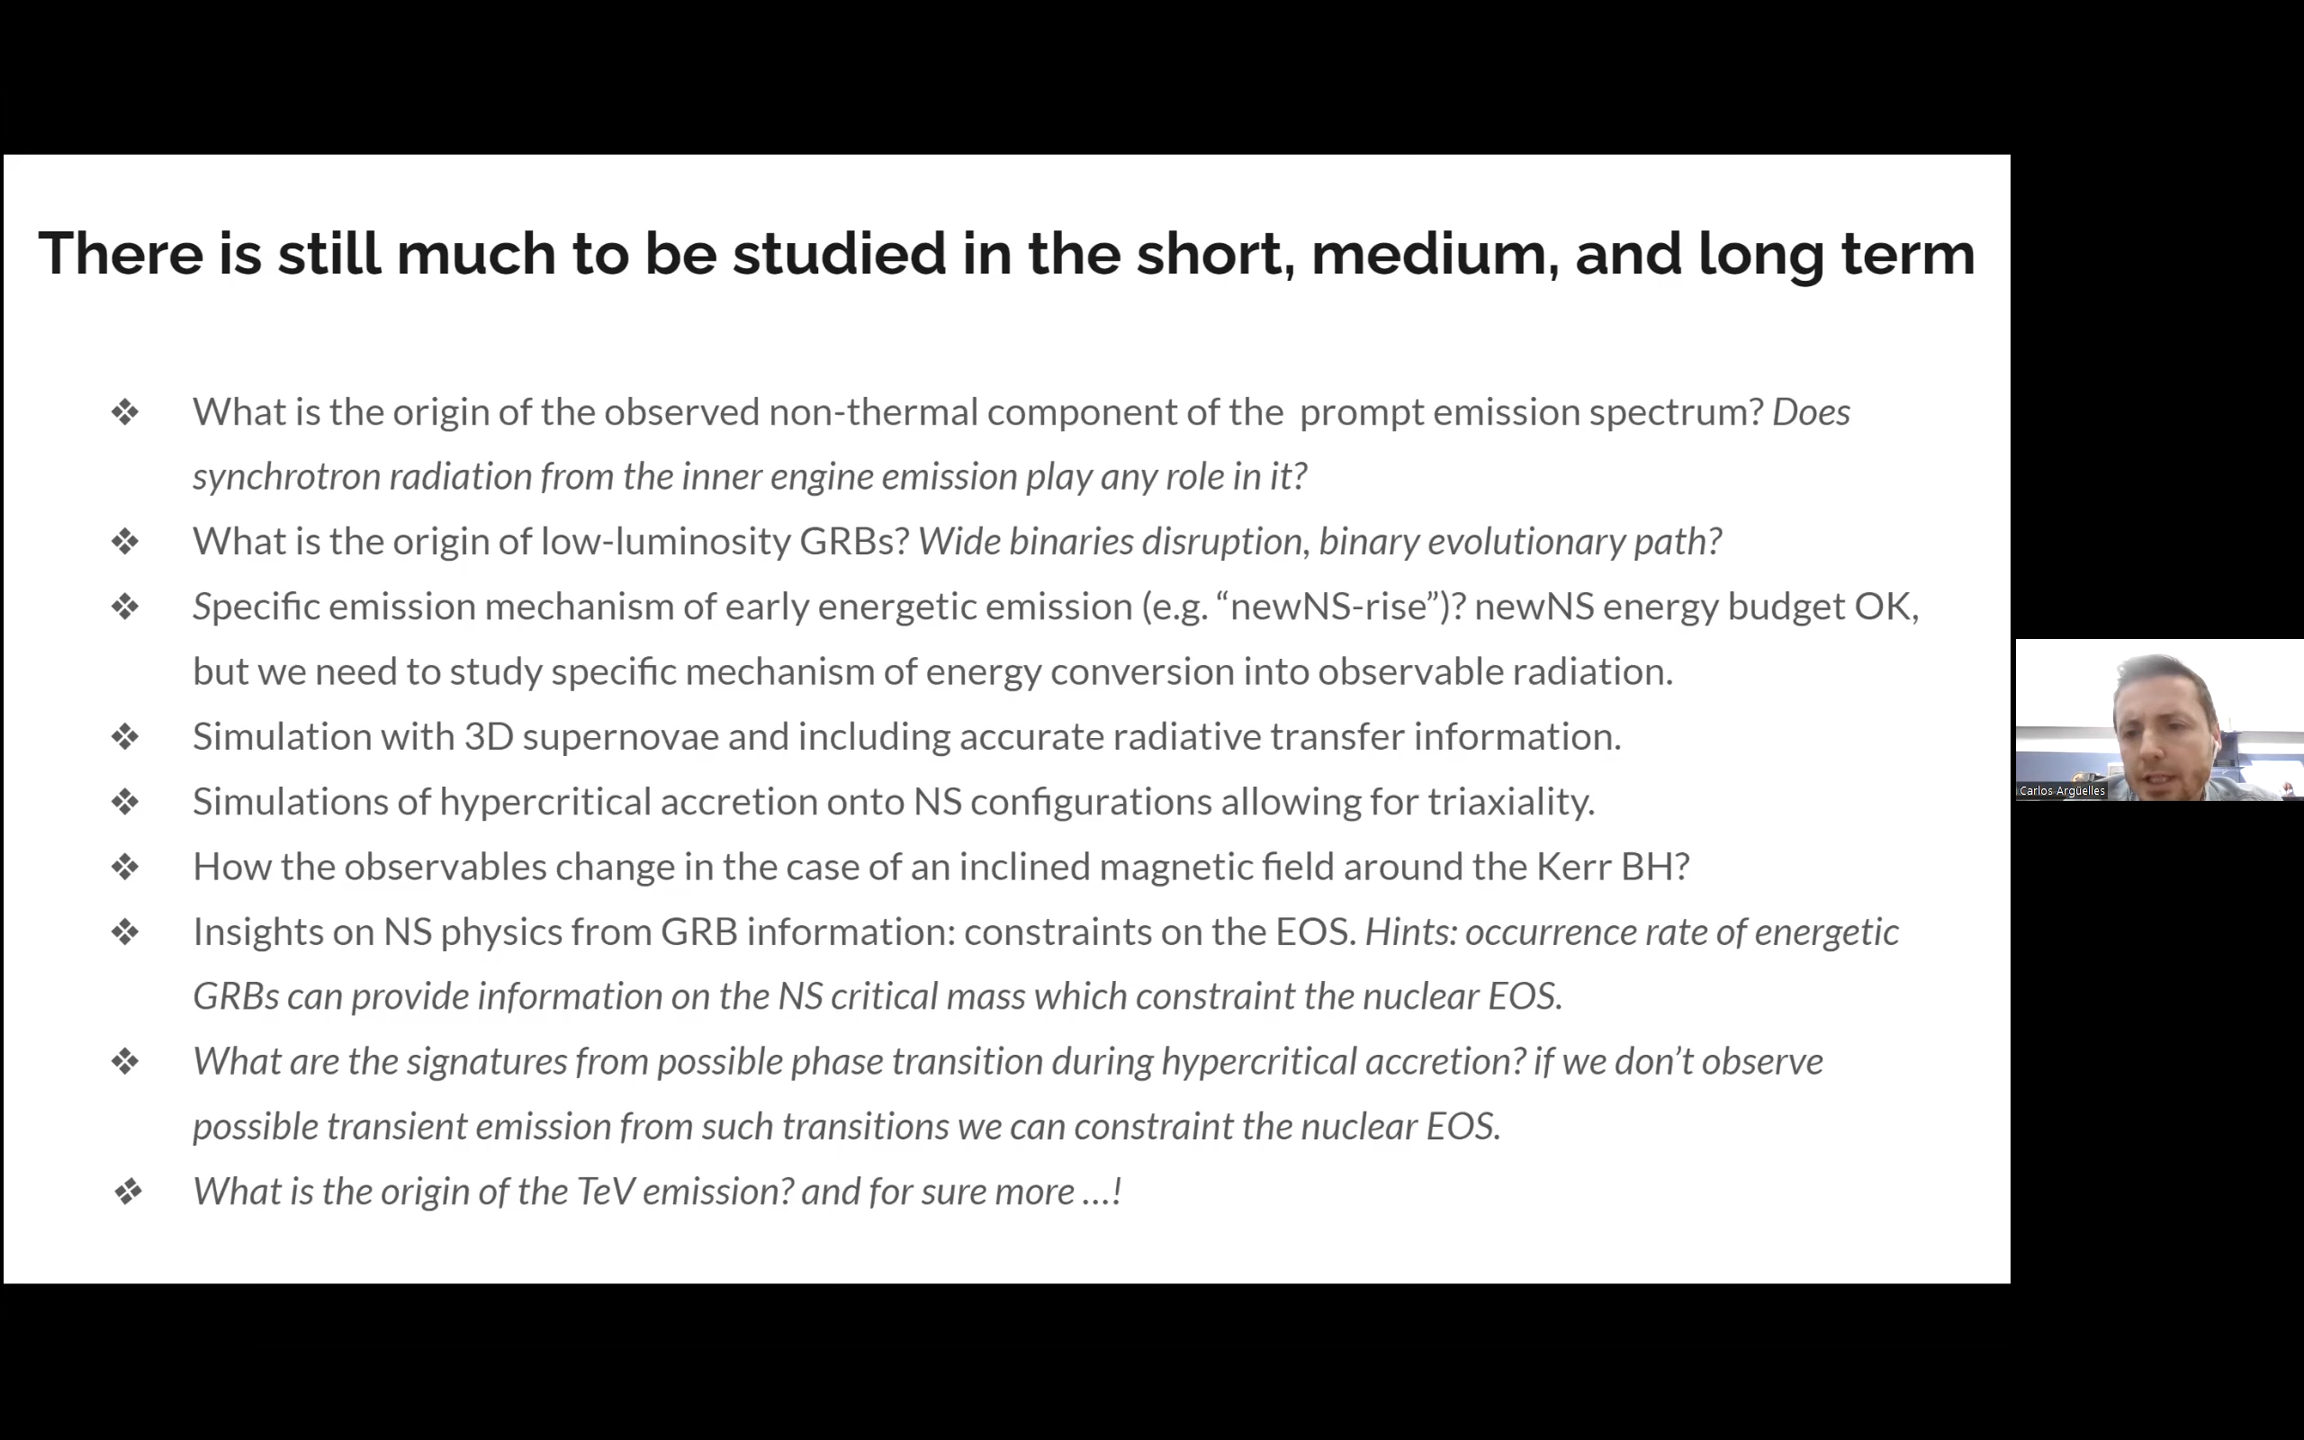 There is still much to be studied in the short, medium, and long term
❖ What is the origin of the observed non-thermal component of the prompt emission spectrum? Does
synchrotron radiation from the inner engine emission play any role in it?
❖ What is the origin of low-luminosity GRBs? Wide binaries disruption, binary evolutionary path?
❖ Specific emission mechanism of early energetic emission (e.g. “newNS-rise”)? newNS energy budget OK,
but we need to study specific mechanism of energy conversion into observable radiation.
❖ Simulation with 3D supernovae and including accurate radiative transfer information.
❖ Simulations of hypercritical accretion onto NS configurations allowing for triaxiality.
❖ How the observables change in the case of an inclined magnetic field around the Kerr BH?
❖ Insights on NS physics from GRB information: constraints on the EOS. Hints: occurrence rate of energetic
GRBs can provide information on the NS critical mass which constraint the nuclear EOS.
❖ What are the signatures from possible phase transition during hypercritical accretion? if we don’t observe
possible transient emission from such transitions we can constraint the nuclear EOS.
❖ What is the origin of the TeV emission? and for sure more ...!
Carlos Argüelles